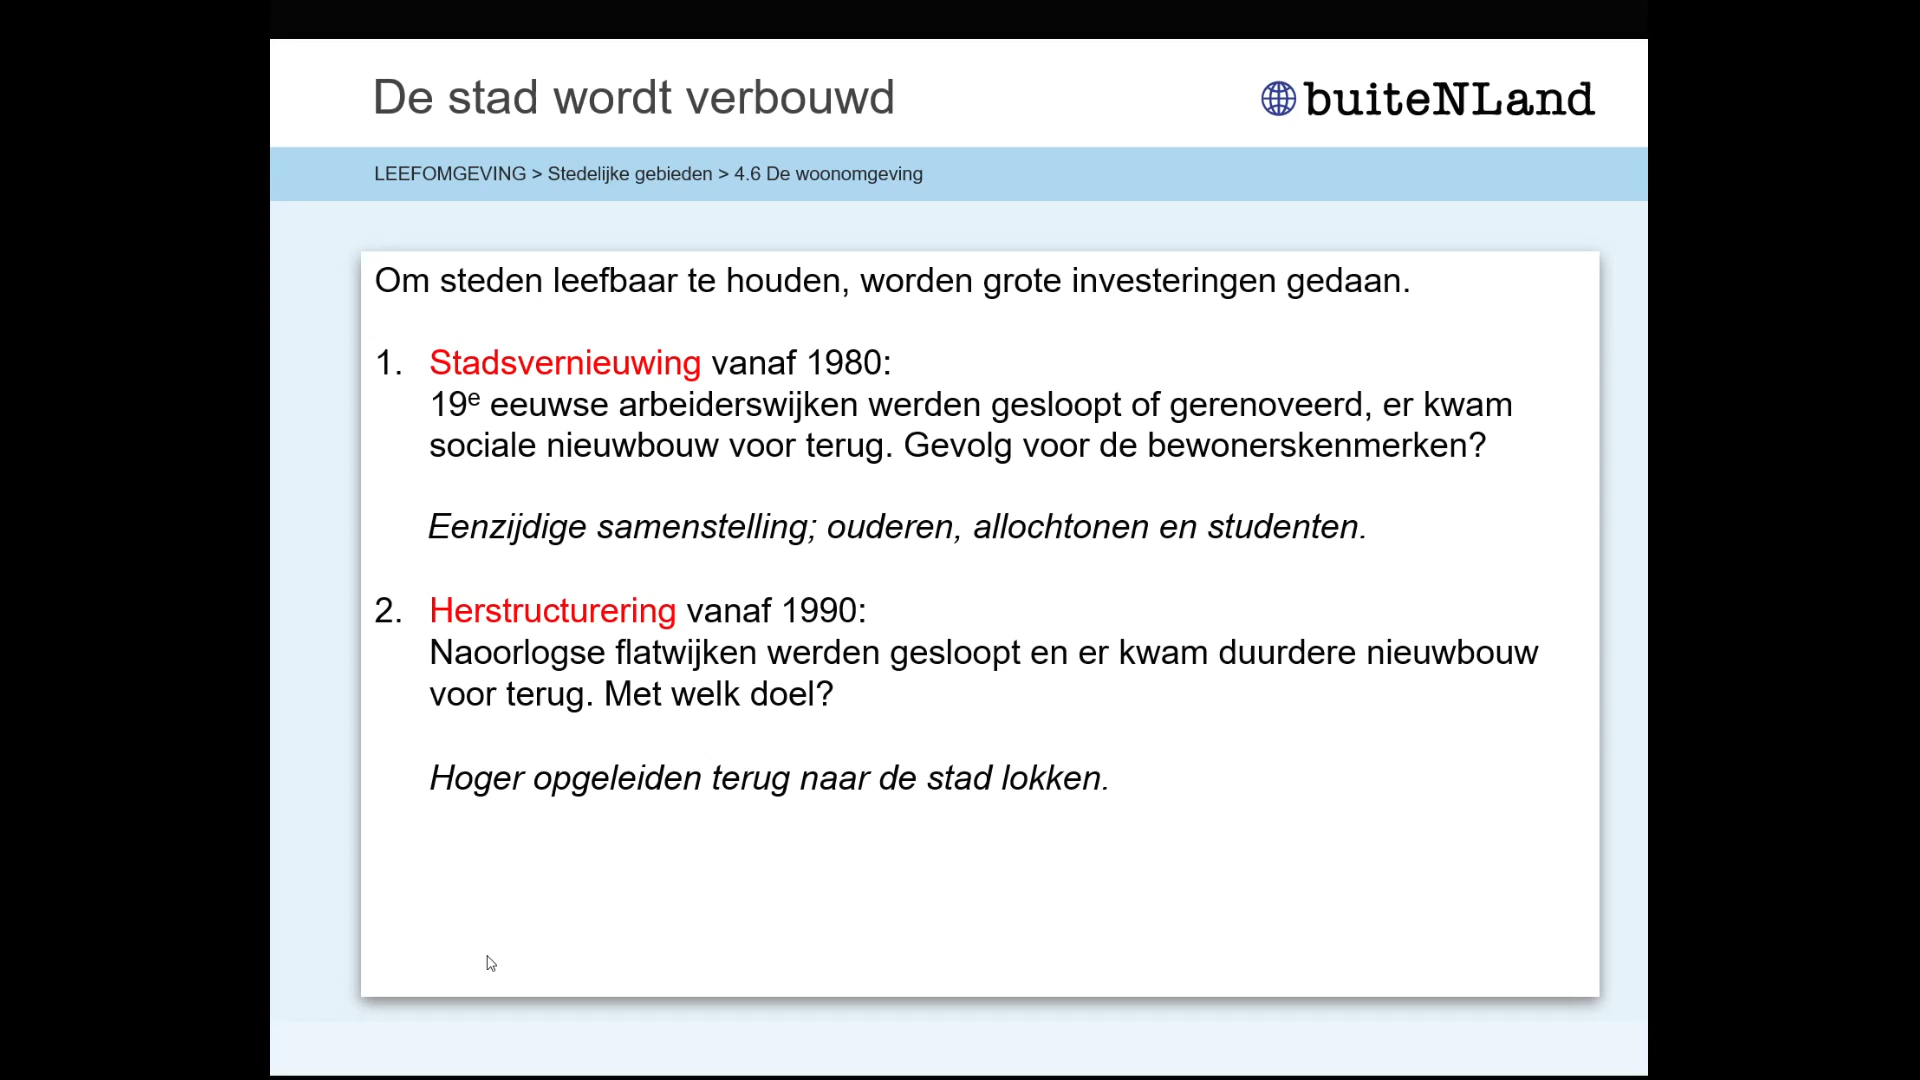 De stad wordt verbouwd
buiteNLand
LEEFOMGEVING > Stedelijke gebieden > 4.6 De woonomgeving
Om steden leefbaar te houden, worden grote investeringen gedaan.
1. Stadsvernieuwing vanaf 1980:
19e eeuwse arbeiderswijken werden gesloopt of gerenoveerd, er kwam
sociale nieuwbouw voor terug. Gevolg voor de bewonerskenmerken?
Eenzijdige samenstelling; ouderen, allochtonen en studenten.
2. Herstructurering vanaf 1990:
Naoorlogse flatwijken werden gesloopt en er kwam duurdere nieuwbouw
voor terug. Met welk doel?
Hoger opgeleiden terug naar de stad lokken.